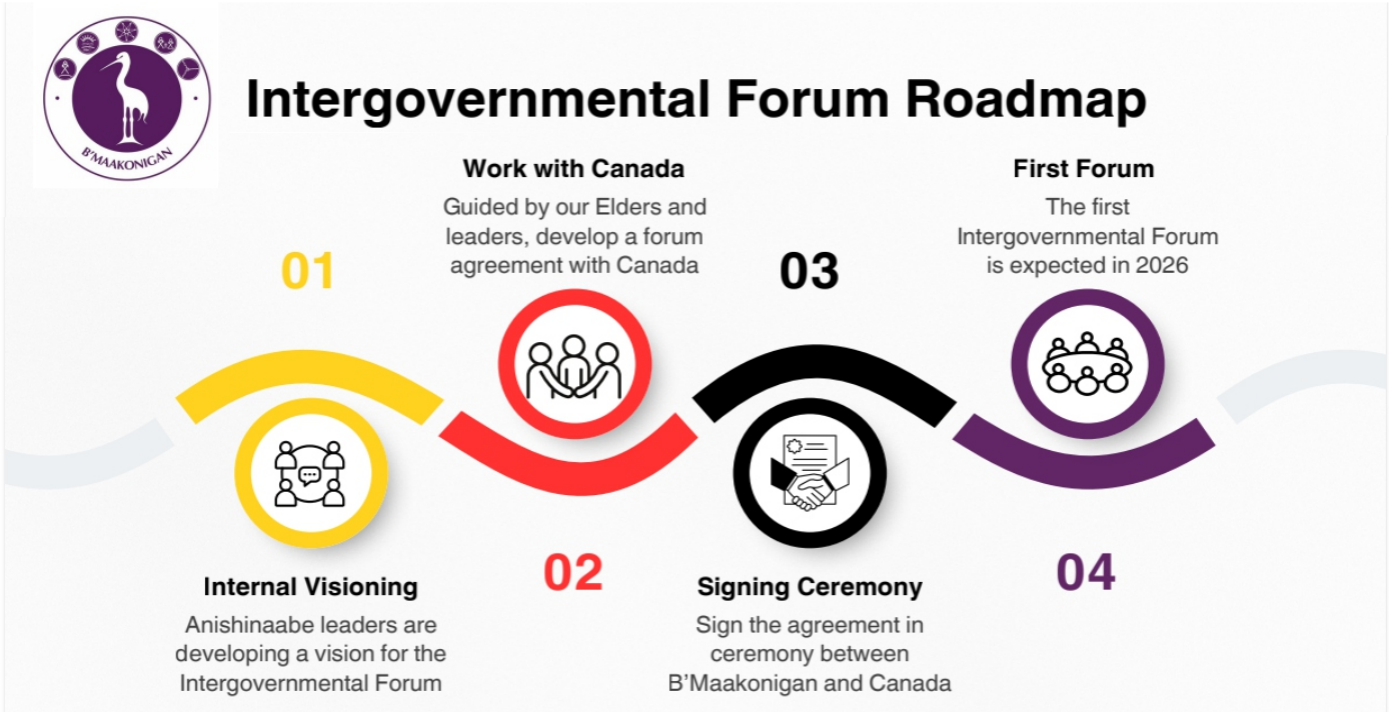 B'MAAKONIGAN
Intergovernmental Forum Roadmap
01
Internal Visioning
Anishinaabe leaders are
developing a vision for the
Intergovernmental Forum
Work with Canada
Guided by our Elders and
leaders, develop a forum
agreement with Canada
02
03
Signing Ceremony
Sign the agreement in
ceremony between
B'Maakonigan and Canada
First Forum
The first
Intergovernmental Forum
is expected in 2026
04